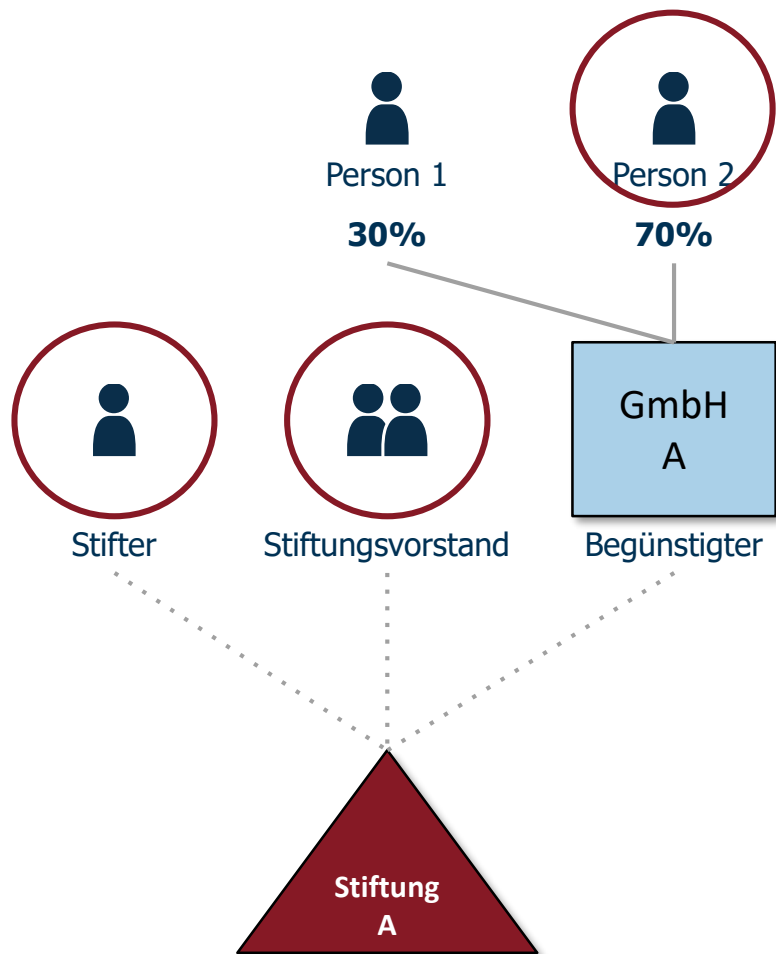 Person 1
Person 2
30%
70%
GmbH
A
Stifter
Stiftungsvorstand
Begünstigter
Stiftung
A